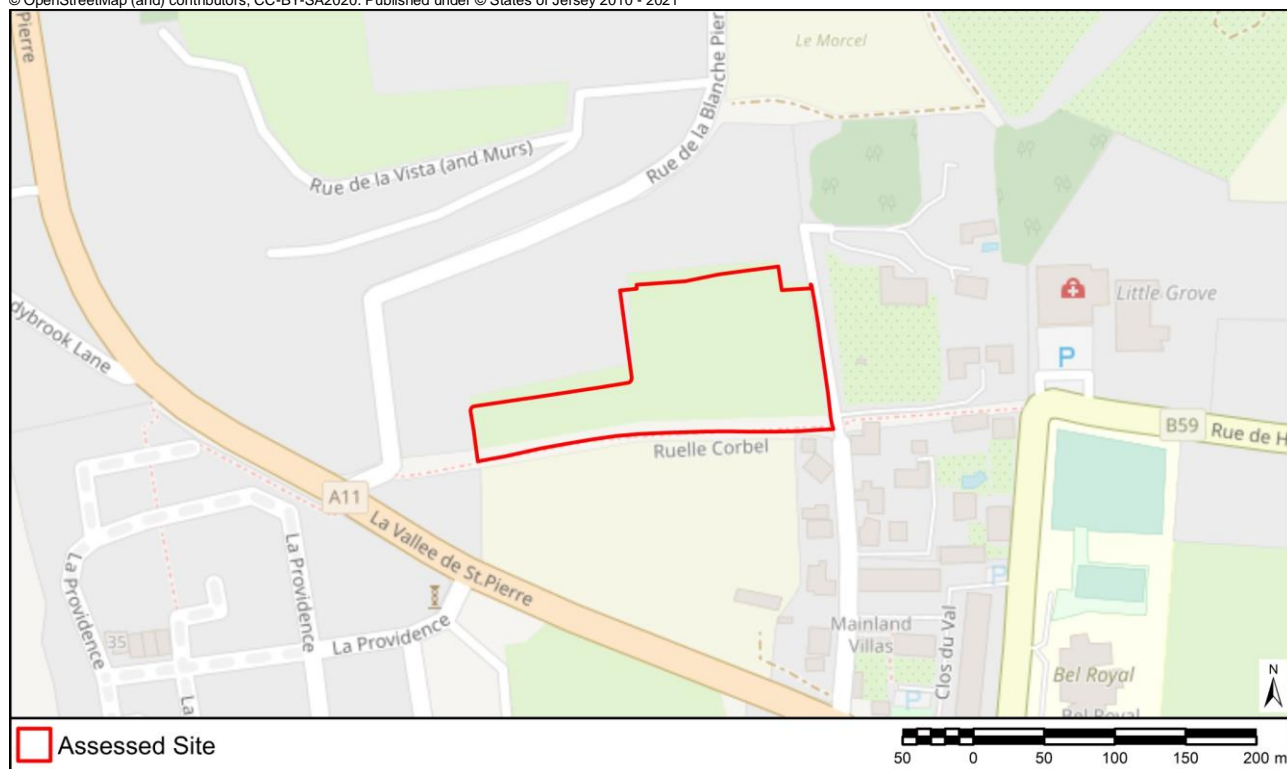 © OpenStreetMap (and) contributors, CC-BY-SA2020. Published under © States of Jersey 2010 - 2021
Pierre
Le Morcel
Rue de la Blanche Pier
Rue de la Vista (and Murs)
Little Grove
P
dybrook Lane
B59
Rue de H
Ruelle Corbel
A11
La Vallee de St.Pierre
La Providence
La Providence
La Providence
35
La
Mainland
Villas
Clos du Val
P
P
Bel Royal
Bel Royal
N
Assessed Site
50 0 50 100 150 200 m